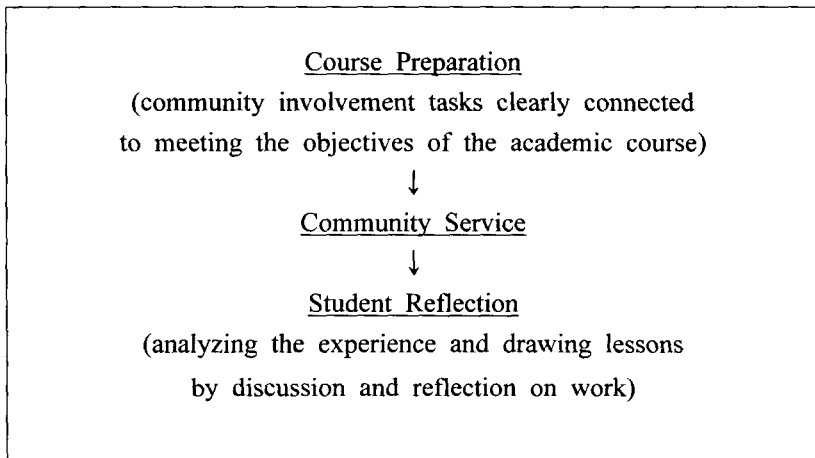 Course Preparation
(community involvement tasks clearly connected
to meeting the objectives of the academic course)
↓
Community Service
↓
Student Reflection
(analyzing the experience and drawing lessons
by discussion and reflection on work)